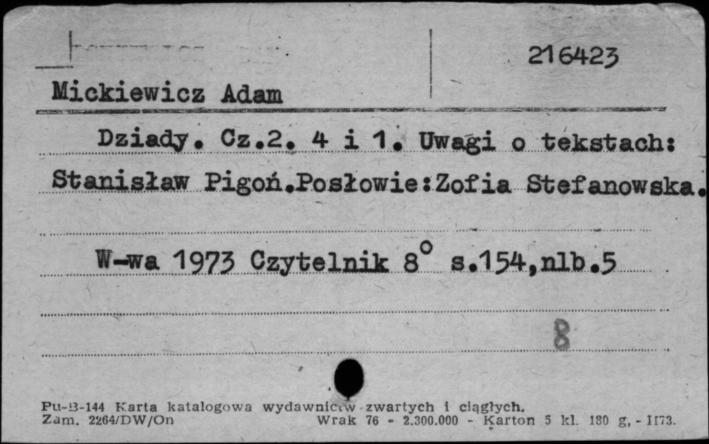 216423
Mickiewicz Adam
Dziady. Cz.2. 4 i 1. Uwagi o tekstach:
Stanisław Pigoń.Posłowie:Zofia Stefanowska.
W-wa 1973 Czytelnik 8° s.154,nlb.5
8
Pu-B-144 Karta katalogowa wydawnictw zwartych i ciągłych.
Zam. 2264/DW/On Wrak 76 - 2.300.000 - Karton 5 kl. 180 g, - II73.